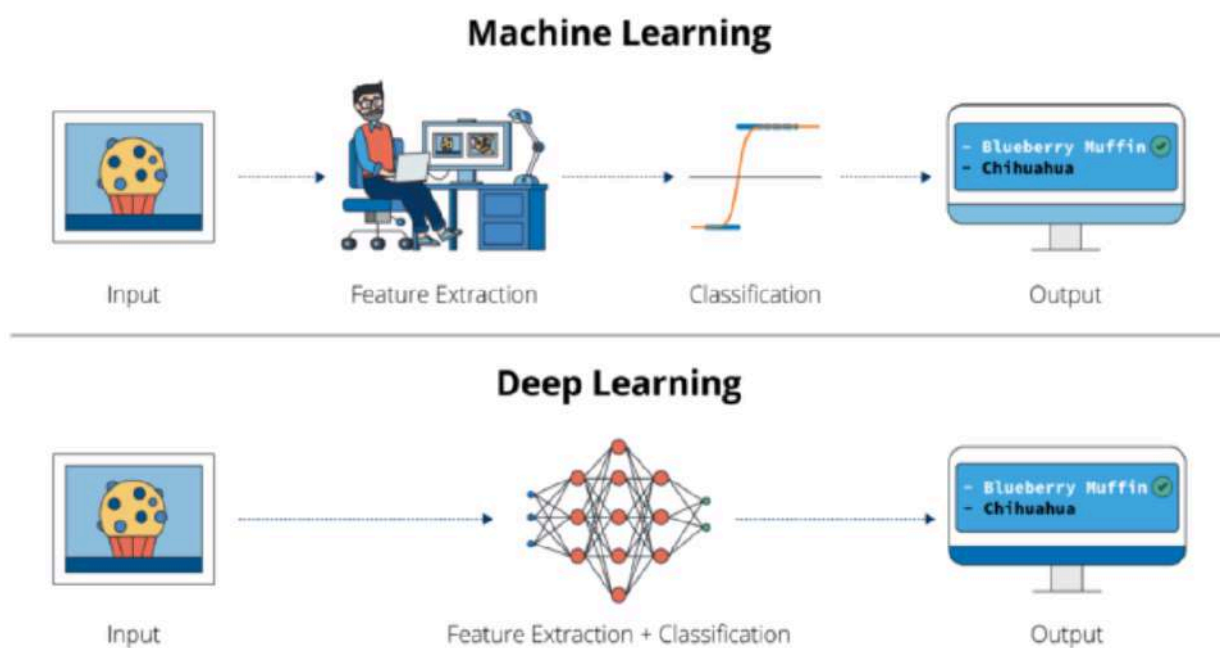 Machine Learning
- Blueberry Muffin
- Chihuahua
Input
Feature Extraction
Classification
Output
Deep Learning
- Blueberry Muffin
- Chihuahua
Input
Feature Extraction + Classification
Output